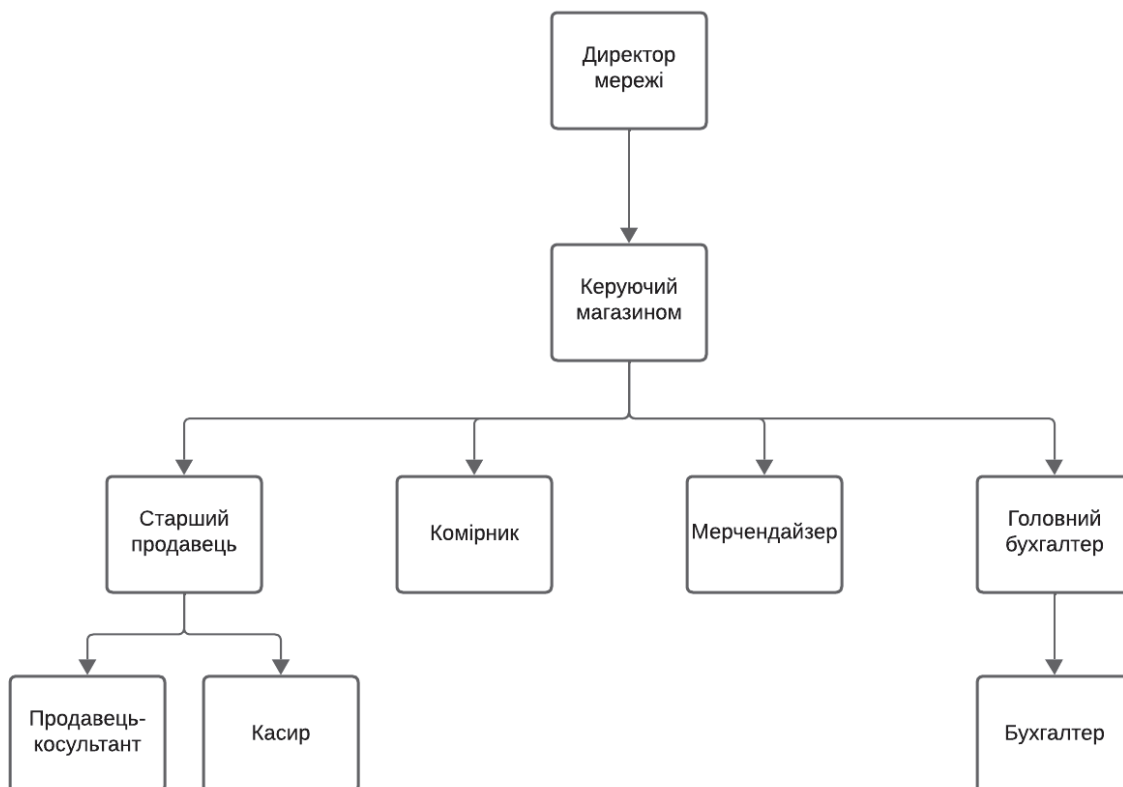 Директор
мережі
Керуючий
магазином
Старший
продавець
Комірник
Мерчендайзер
Головний
бухгалтер
Продавець-
косультант
Касир
Бухгалтер